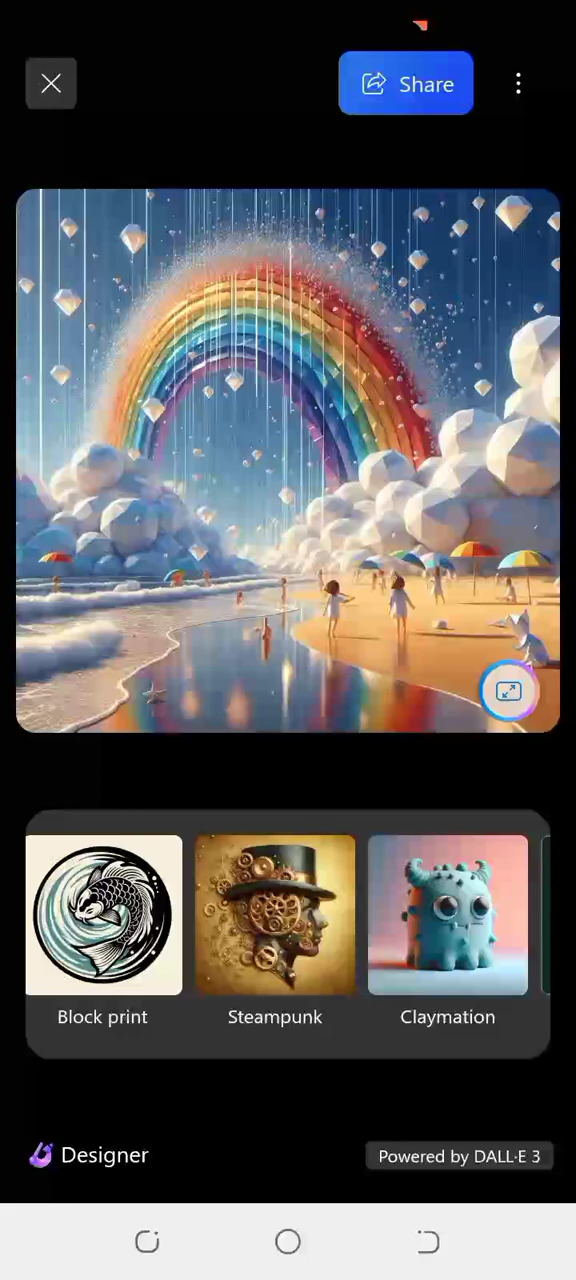 Share
Block print
Steampunk
Claymation
Designer
Powered by DALL·E 3